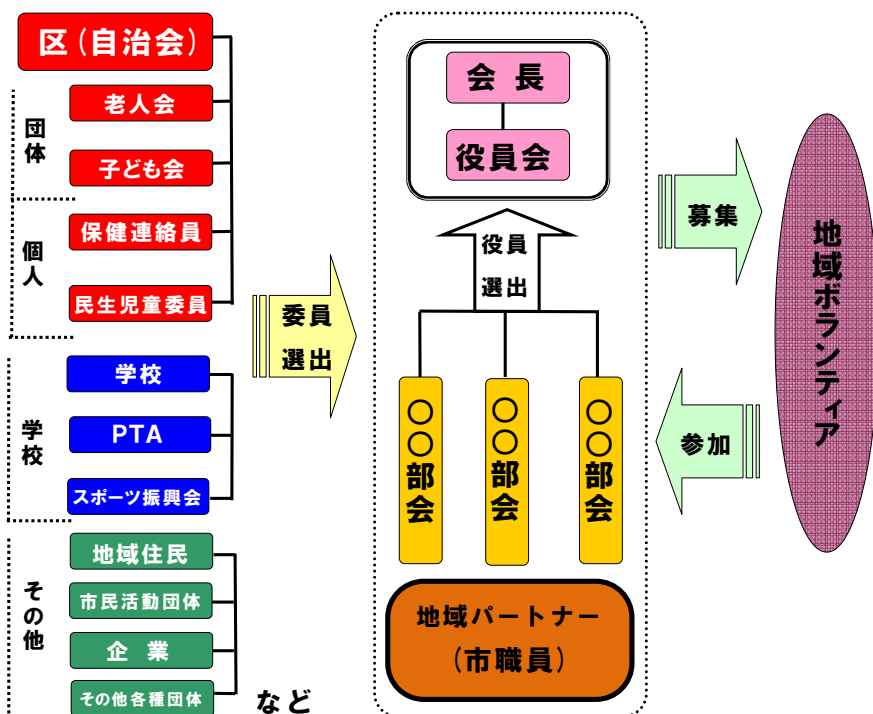 区(自治会)
団体
老人会
子ども会
個人
保健連絡員
民生児童委員
学校
学校
PTA
スポーツ振興会
その他
地域住民
市民活動団体
企 業
その他各種団体
など
委員
選出
会 長
役員会
役員
選出
〇〇部会
〇〇部会
〇〇部会
地域パートナー
(市職員)
募集
参加
地域ボランティア